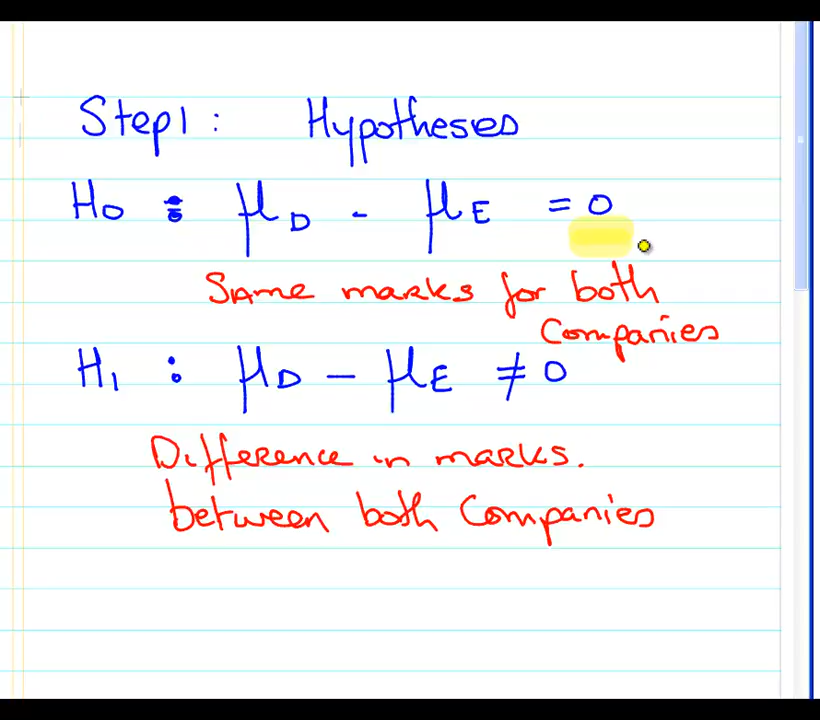 Step1: Hypotheses
H0 : μD - μE = 0
Same marks for both
Companies
H1 : μD - μE ≠ 0
Difference in marks.
between both Companies